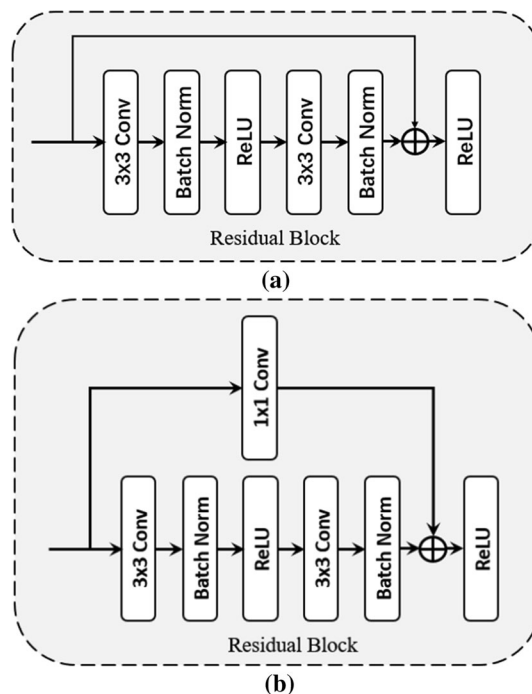 3x3 Conv
Batch Norm
ReLU
3x3 Conv
Batch Norm
ReLU
Residual Block
(a)
1x1 Conv
3x3 Conv
Batch Norm
ReLU
3x3 Conv
Batch Norm
ReLU
Residual Block
(b)